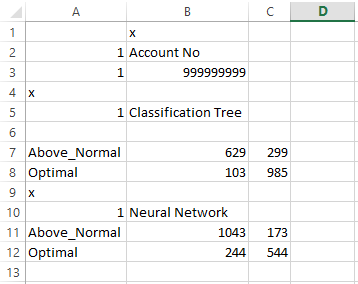 A B C D
1 x
2 1 Account No
3 1 999999999
4 x
5 1 Classification Tree
6
7 Above_Normal 629 299
8 Optimal 103 985
9 x
10 1 Neural Network
11 Above_Normal 1043 173
12 Optimal 244 544
13